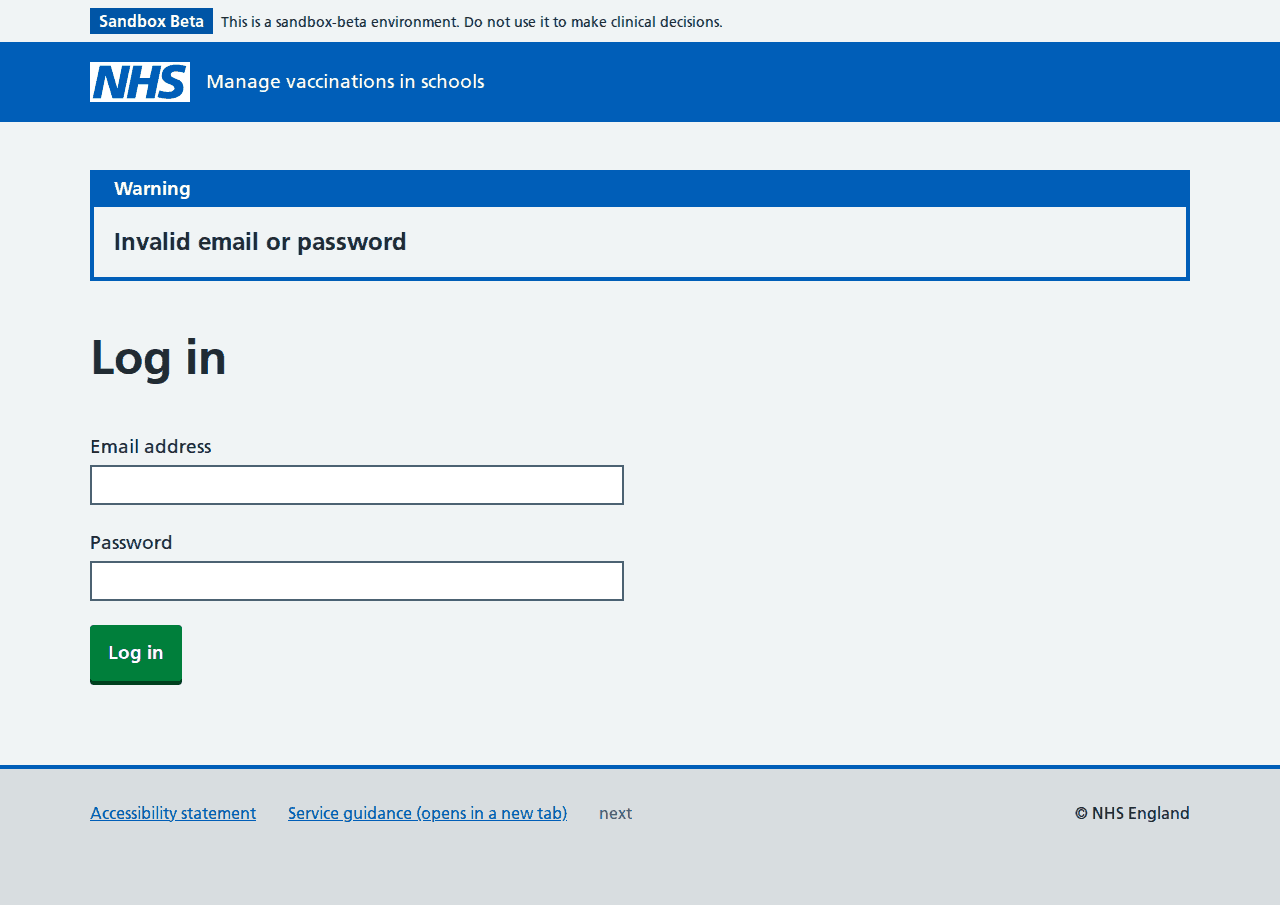 Sandbox Beta This is a sandbox-beta environment. Do not use it to make clinical decisions.
NHS Manage vaccinations in schools
Warning
Invalid email or password
Log in
Email address
Password
Log in
Accessibility statement Service guidance (opens in a new tab) next © NHS England